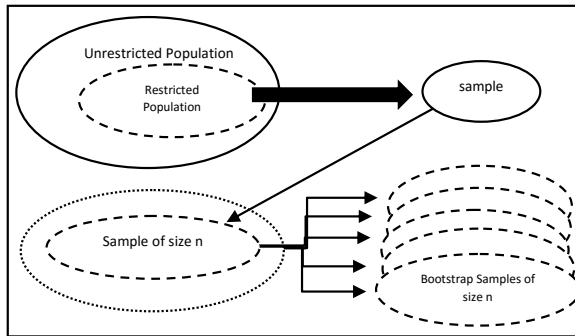 Unrestricted Population
Restricted
Population
sample
Sample of size n
Bootstrap Samples of
size n